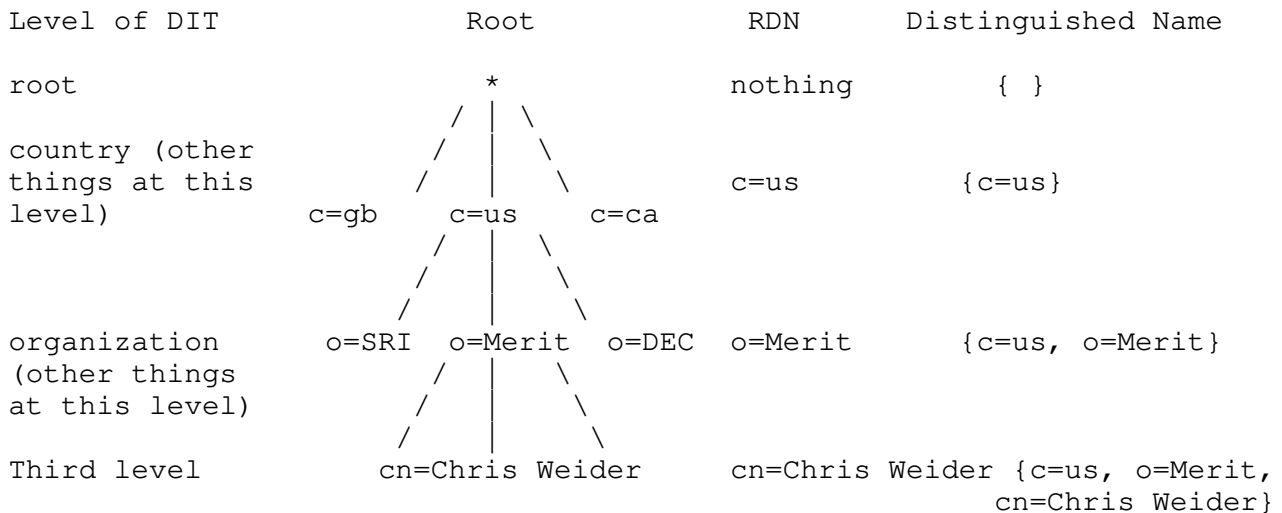 Level of DIT Root RDN Distinguished Name
root * nothing { }
/ | \
country (other / | \
things at this / | \ c=us {c=us}
level) c=gb c=us c=ca
/ | \
/ | \
/ | \
organization o=SRI o=Merit o=DEC o=Merit {c=us, o=Merit}
(other things / | \
at this level) / | \
/ | \
Third level cn=Chris Weider cn=Chris Weider {c=us, o=Merit,
cn=Chris Weider}